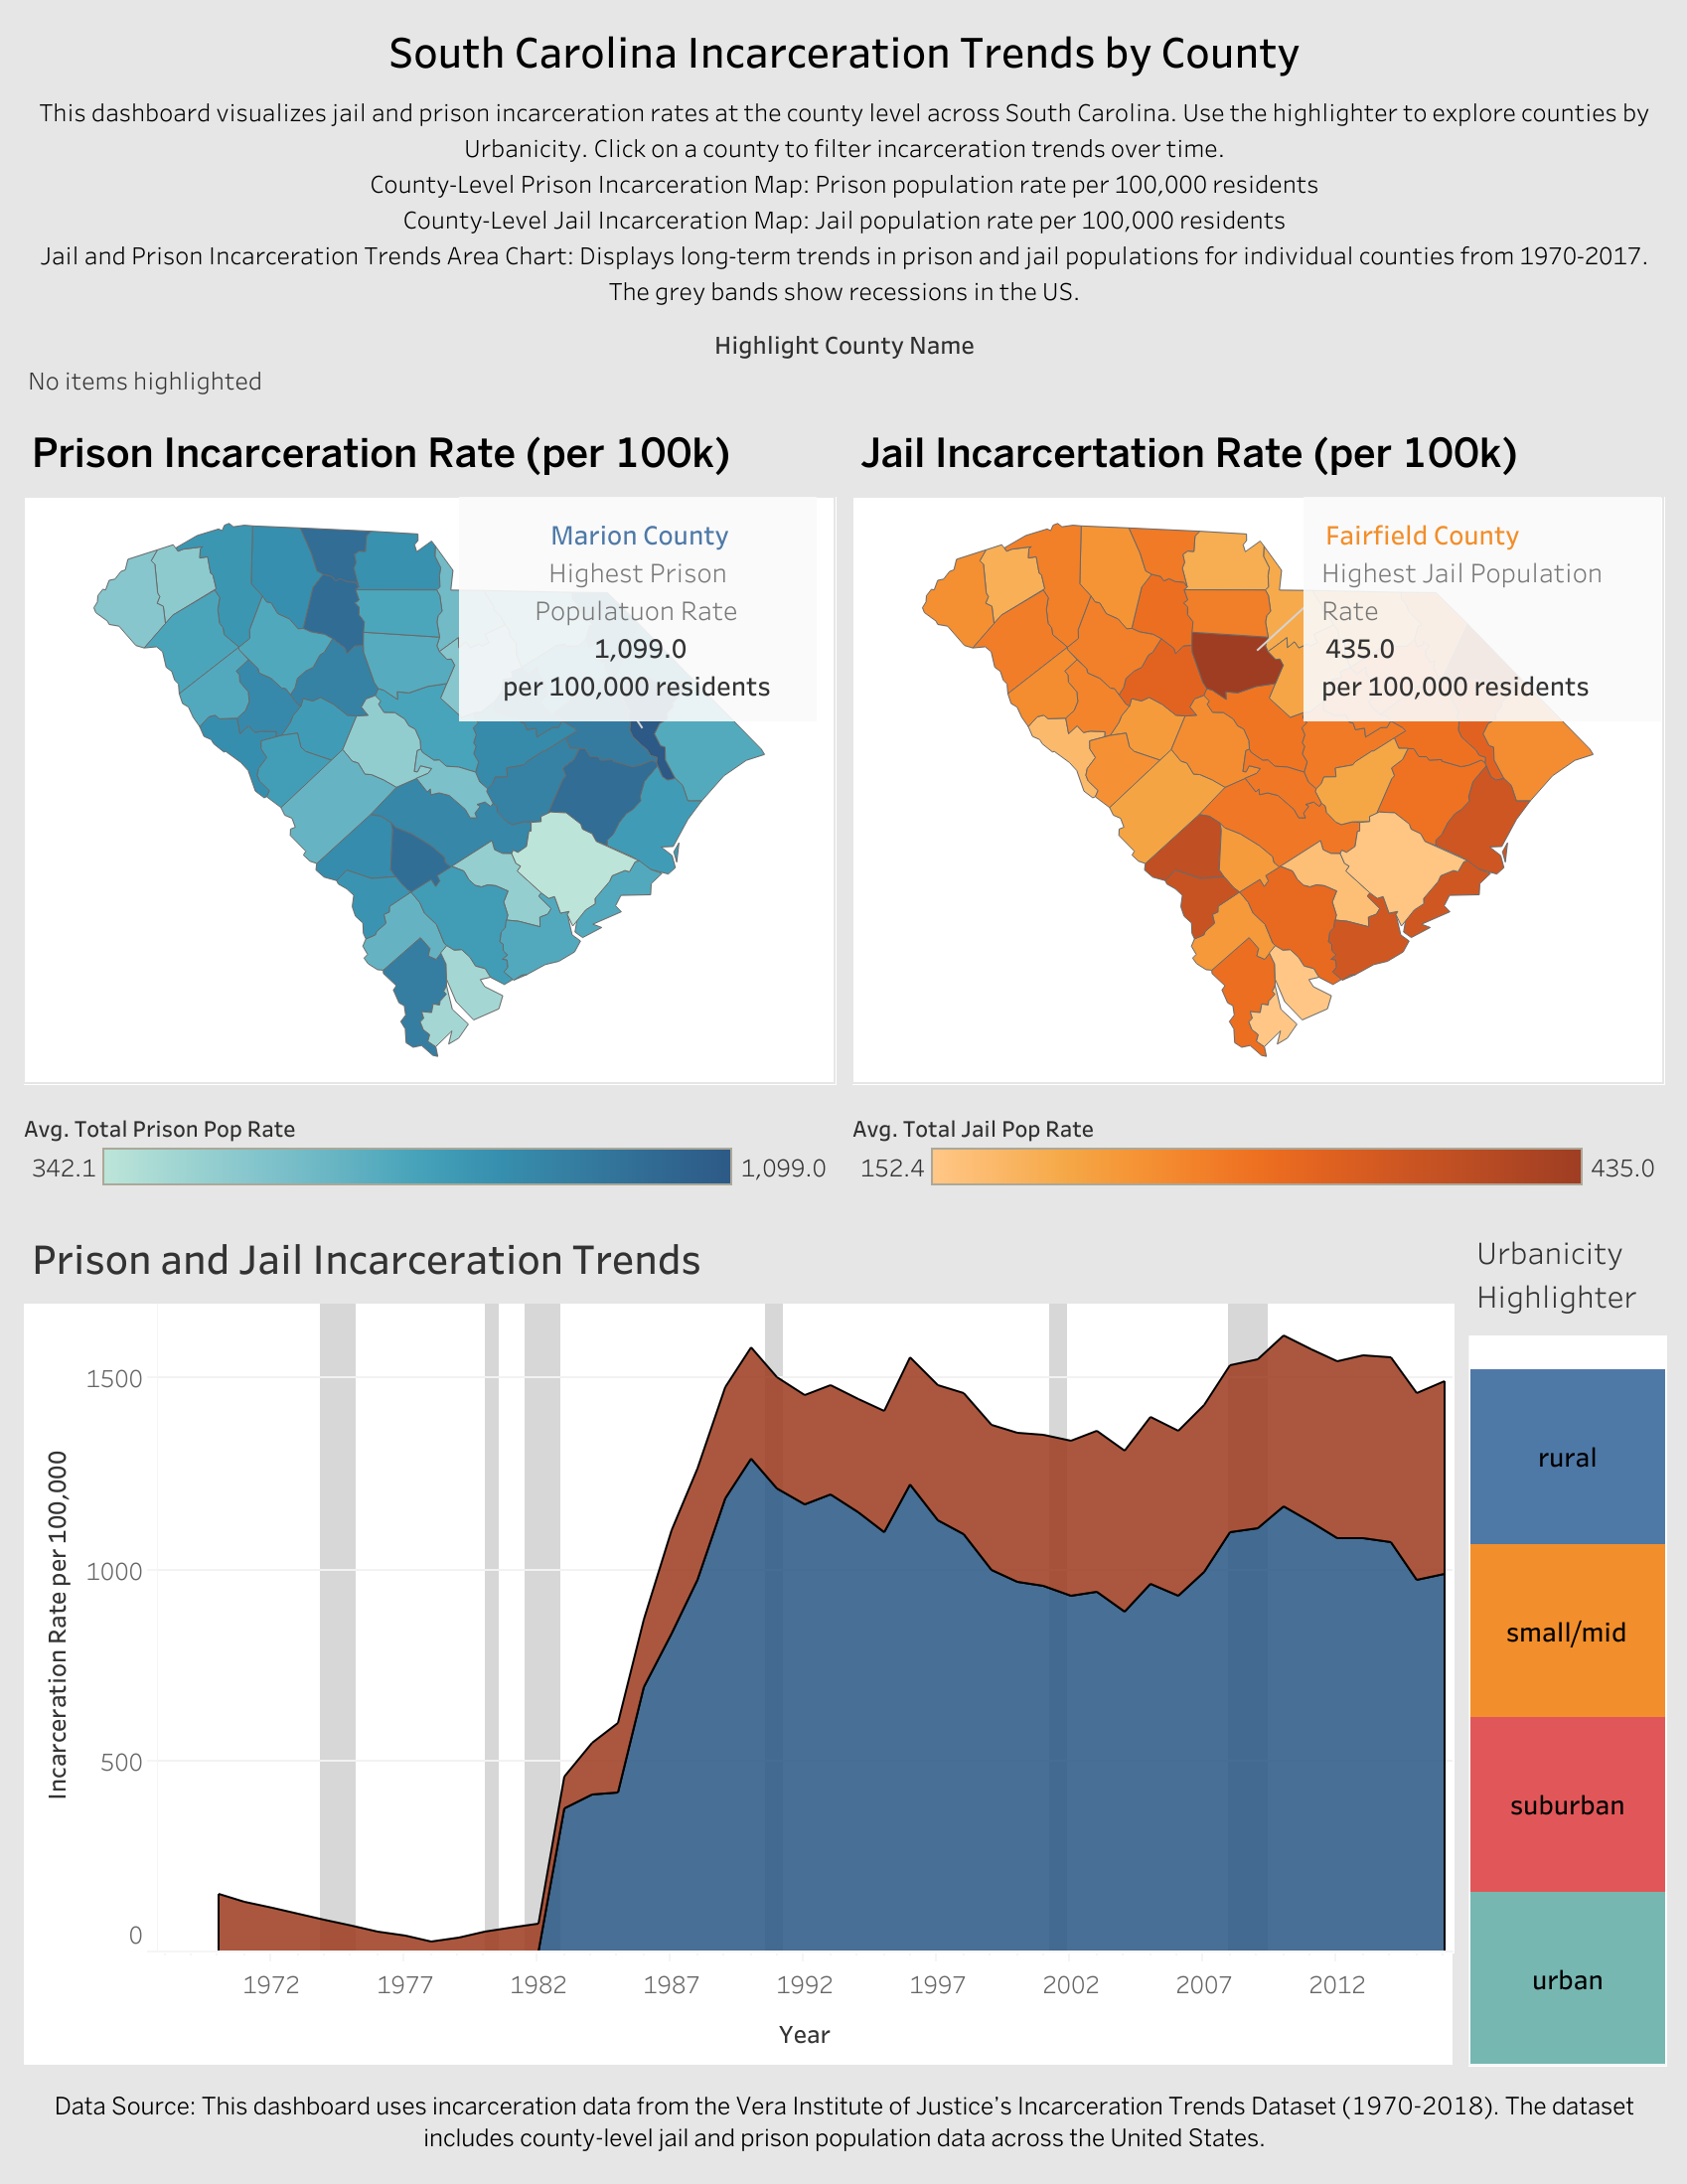 South Carolina Incarceration Trends by County
This dashboard visualizes jail and prison incarceration rates at the county level across South Carolina. Use the highlighter to explore counties by
Urbanicity. Click on a county to filter incarceration trends over time.
County-Level Prison Incarceration Map: Prison population rate per 100,000 residents
County-Level Jail Incarceration Map: Jail population rate per 100,000 residents
Jail and Prison Incarceration Trends Area Chart: Displays long-term trends in prison and jail populations for individual counties from 1970-2017.
The grey bands show recessions in the US.
Highlight County Name
No items highlighted
Prison Incarceration Rate (per 100k)
Marion County
Highest Prison
Populatuon Rate
1,099.0
per 100,000 residents
Avg. Total Prison Pop Rate
342.1
1,099.0
Jail Incarcertation Rate (per 100k)
Fairfield County
Highest Jail Population
Rate
435.0
per 100,000 residents
Avg. Total Jail Pop Rate
152.4
435.0
Prison and Jail Incarceration Trends
Incarceration Rate per 100,000
1500
1000
500
0
1972
1977
1982
1987
1992
1997
2002
2007
2012
Year
Urbanicity
Highlighter
rural
small/mid
suburban
urban
Data Source: This dashboard uses incarceration data from the Vera Institute of Justice’s Incarceration Trends Dataset (1970-2018). The dataset
includes county-level jail and prison population data across the United States.